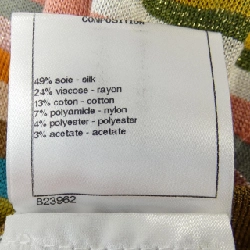 COMPOSITION
49% soie - silk
24% viscose - rayon
13% coton - cotton
7% polyamide - nylon
4% polyester - polyester
3% acetate - acetate
B23962